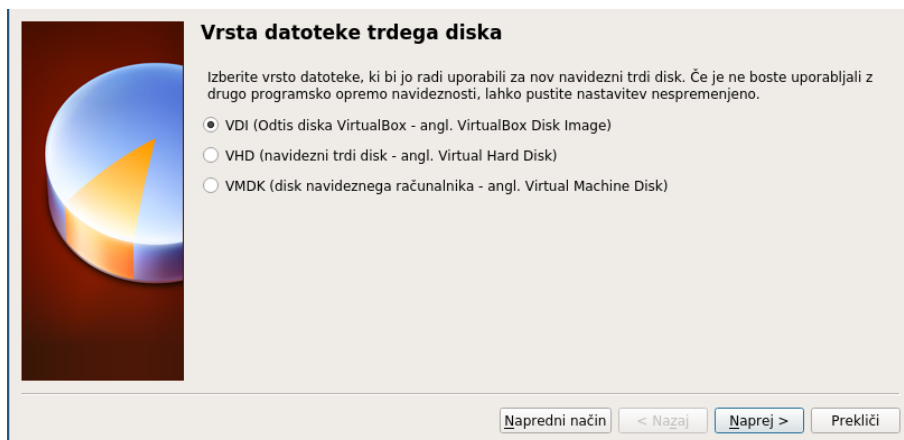 Vrsta datoteke trdega diska
Izberite vrsto datoteke, ki bi jo radi uporabili za nov navidezni trdi disk. Če je ne boste uporabljali z
drugo programsko opremo navideznosti, lahko pustite nastavitev nespremenjeno.
VDI (Odtis diska VirtualBox - angl. VirtualBox Disk Image)
VHD (navidezni trdi disk - angl. Virtual Hard Disk)
VMDK (disk navideznega računalnika - angl. Virtual Machine Disk)
Napredni način
< Nazaj
Naprej >
Prekliči